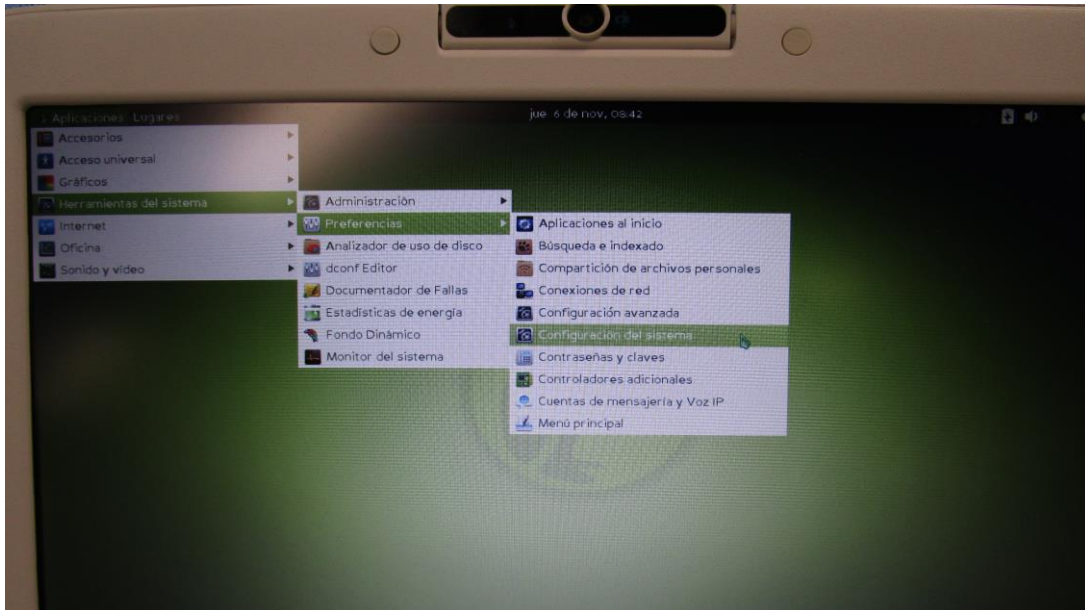 Aplicaciones Lugares
jue 6 de nov, 08:42
Accesorios
Acceso universal
Gráficos
Herramientas del sistema
Internet
Oficina
Sonido y vídeo
Administración
Preferencias
Analizador de uso de disco
dconf Editor
Documentador de Fallas
Estadísticas de energía
Fondo Dinámico
Monitor del sistema
Aplicaciones al inicio
Búsqueda e indexado
Compartición de archivos personales
Conexiones de red
Configuración avanzada
Configuración del sistema
Contraseñas y claves
Controladores adicionales
Cuentas de mensajería y Voz IP
Menú principal